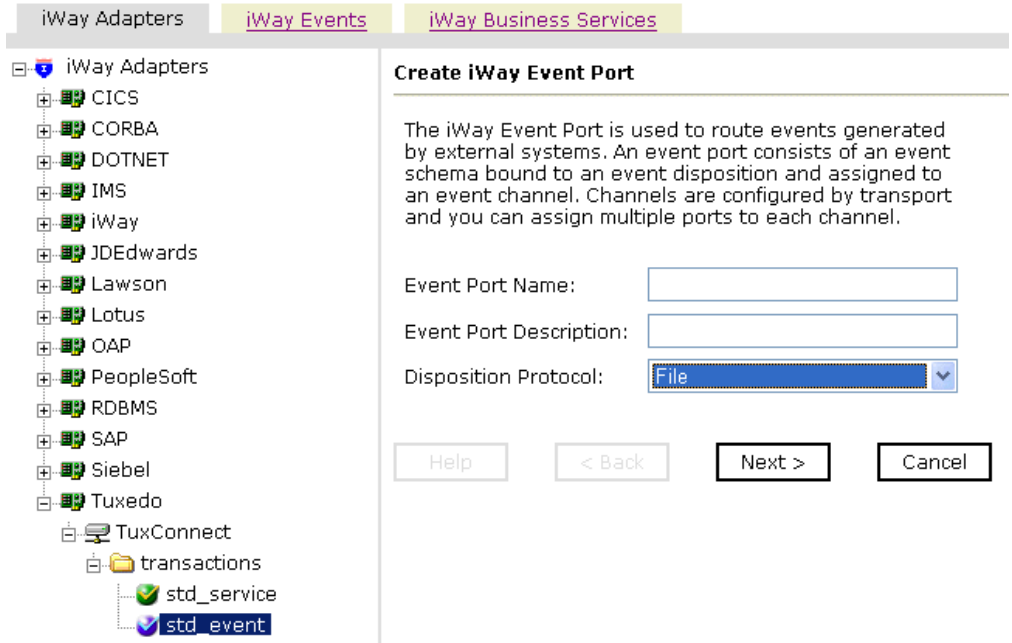 iWay Adapters
iWay Events
iWay Business Services
iWay Adapters
CICS
CORBA
DOTNET
IMS
iWay
JDEdwards
Lawson
Lotus
OAP
PeopleSoft
RDBMS
SAP
Siebel
Tuxedo
TuxConnect
transactions
std_service
std_event
Create iWay Event Port
The iWay Event Port is used to route events generated
by external systems. An event port consists of an event
schema bound to an event disposition and assigned to
an event channel. Channels are configured by transport
and you can assign multiple ports to each channel.
Event Port Name:
Event Port Description:
Disposition Protocol:
File
Help
< Back
Next >
Cancel